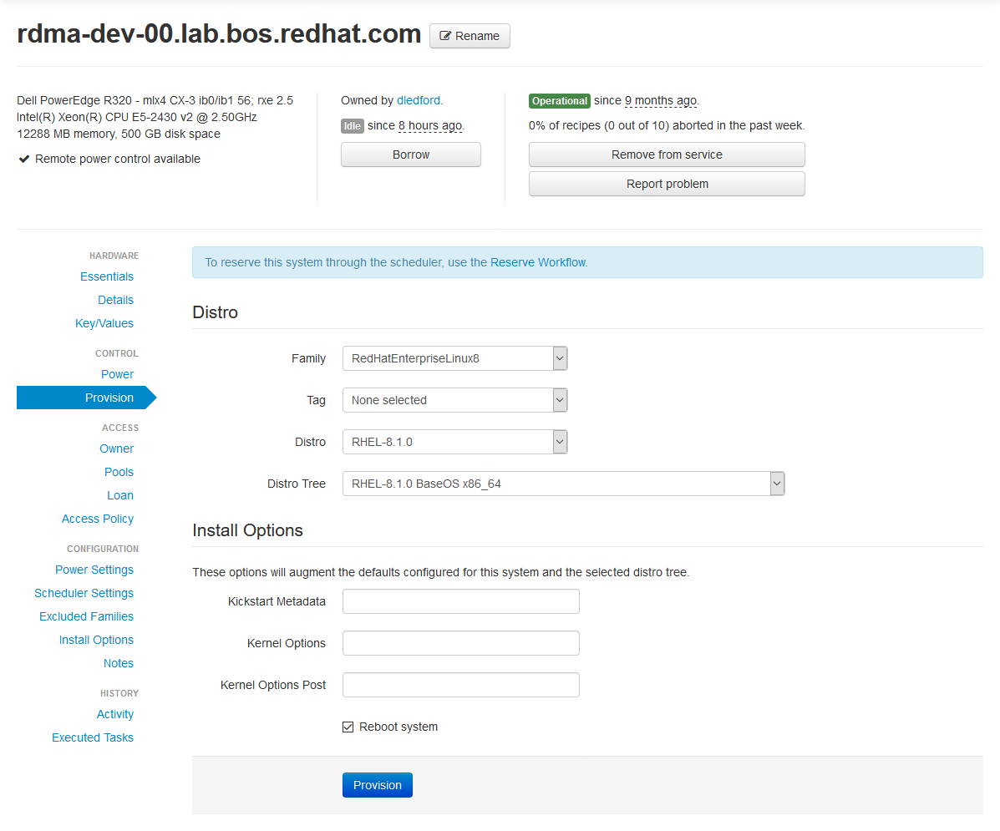 rdma-dev-00.lab.bos.redhat.com Rename
Dell PowerEdge R320 - mlx4 CX-3 ib0/ib1 56; rxe 2.5
Intel(R) Xeon(R) CPU E5-2430 v2 @ 2.50GHz
12288 MB memory, 500 GB disk space
Remote power control available
Owned by dledford.
Idle since 8 hours ago.
Borrow
Operational since 9 months ago.
0% of recipes (0 out of 10) aborted in the past week.
Remove from service
Report problem
HARDWARE
Essentials
Details
Key/Values
CONTROL
Power
Provision
ACCESS
Owner
Pools
Loan
Access Policy
CONFIGURATION
Power Settings
Scheduler Settings
Excluded Families
Install Options
Notes
HISTORY
Activity
Executed Tasks
To reserve this system through the scheduler, use the Reserve Workflow.
Distro
Family RedHatEnterpriseLinux8
Tag None selected
Distro RHEL-8.1.0
Distro Tree RHEL-8.1.0 BaseOS x86_64
Install Options
These options will augment the defaults configured for this system and the selected distro tree.
Kickstart Metadata
Kernel Options
Kernel Options Post
Reboot system
Provision